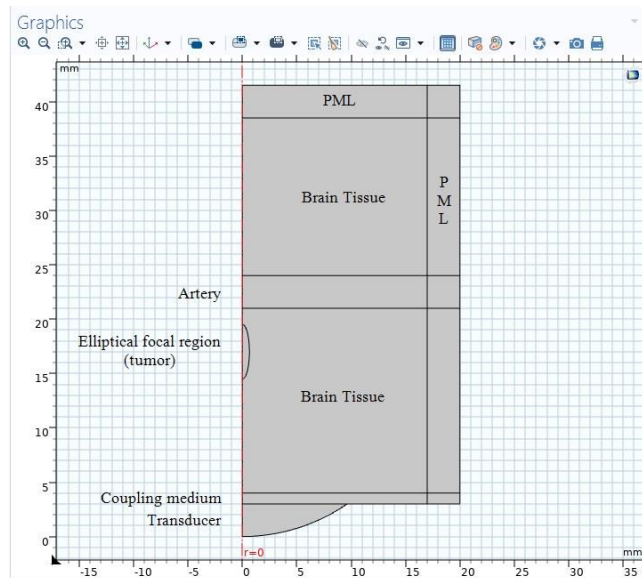 Graphics
mm
40
PML
35
Brain Tissue
P
M
L
30
25
Artery
20
Elliptical focal region
(tumor)
15
Brain Tissue
10
5
Coupling medium
Transducer
0
r=0
mm
-15 -10 -5 0 5 10 15 20 25 30 35